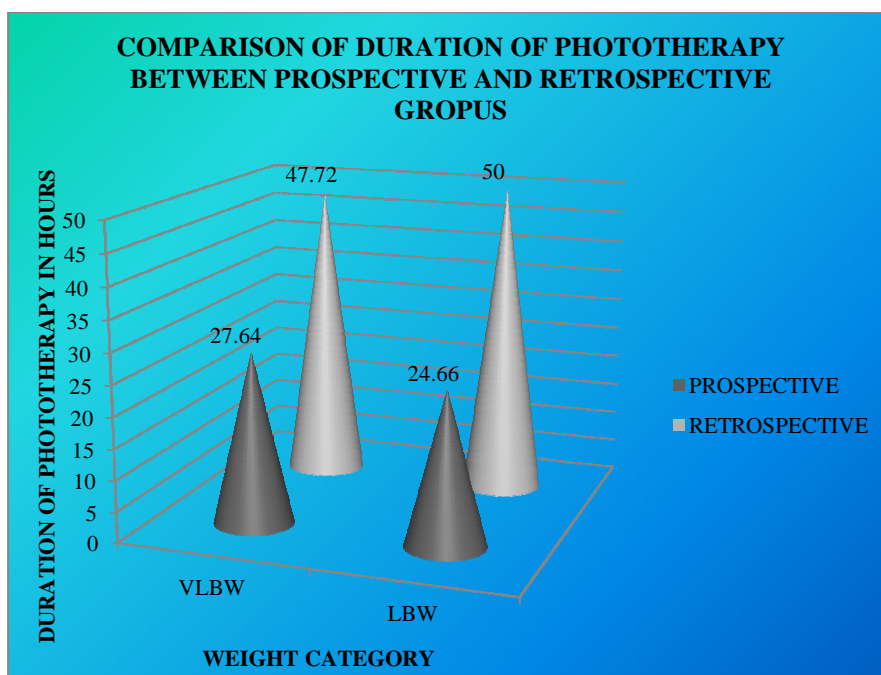 COMPARISON OF DURATION OF PHOTOTHERAPY
BETWEEN PROSPECTIVE AND RETROSPECTIVE
GROPUS
DURATION OF PHOTOTHERAPY IN HOURS
50
45
40
35
30
25
20
15
10
5
0
47.72
50
27.64
24.66
VLBW
LBW
WEIGHT CATEGORY
PROSPECTIVE
RETROSPECTIVE